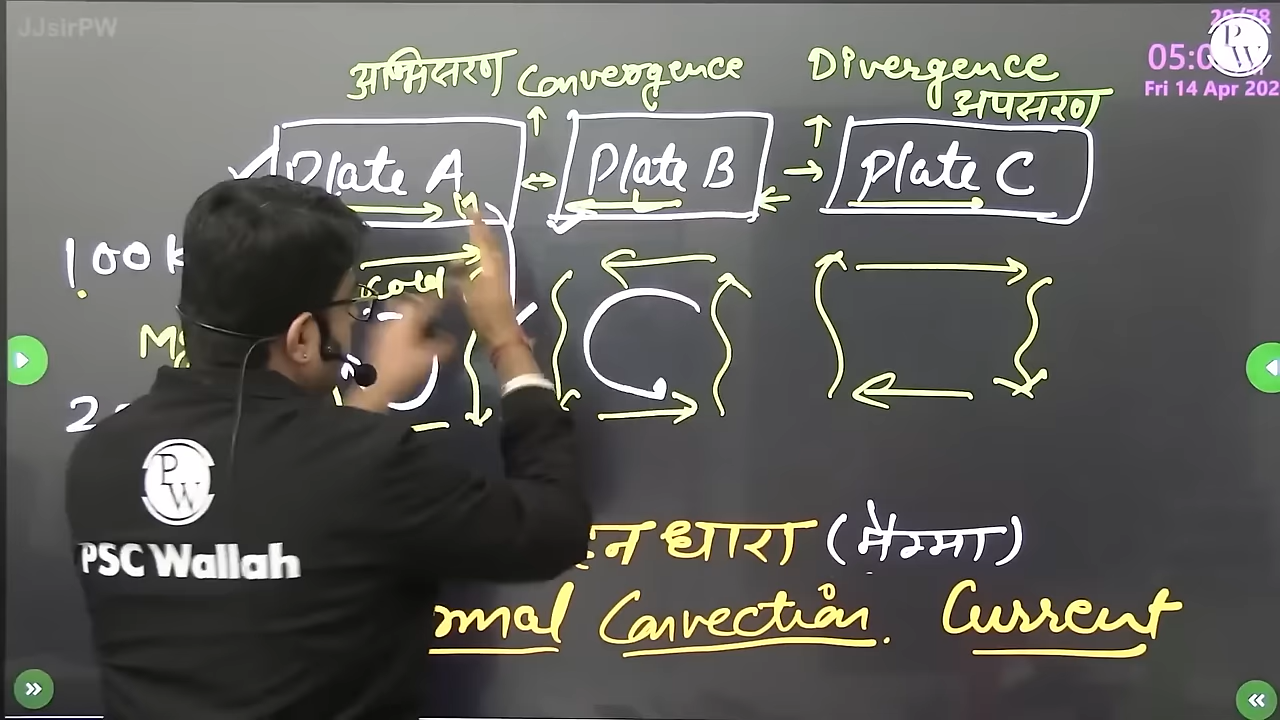 JJsirPW
अभिसरण Convergence Divergence
05:0
अपसरण
Fri 14 Apr 202
Plate A Plate B Plate C
100 K
cold
PW
PSC Wallah
धारा (मैग्मा)
Convection Current